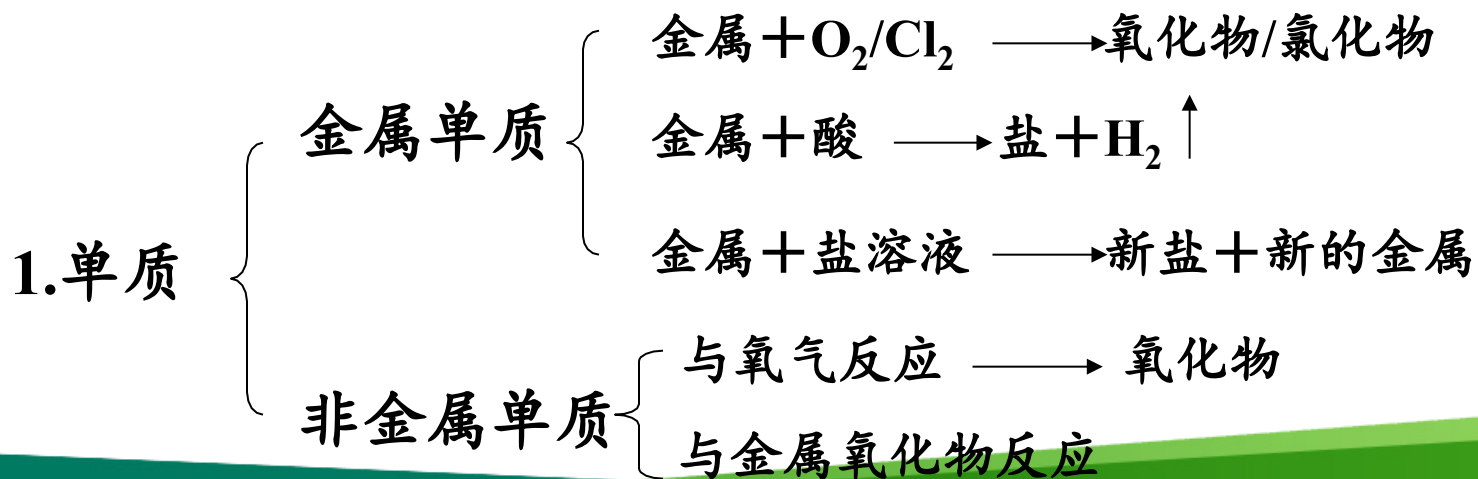 1.单质
金属单质
金属＋O₂/Cl₂ ⟶氧化物/氯化物
金属＋酸 ⟶盐＋H₂↑
金属＋盐溶液 ⟶新盐＋新的金属
非金属单质
与氧气反应 ⟶ 氧化物
与金属氧化物反应